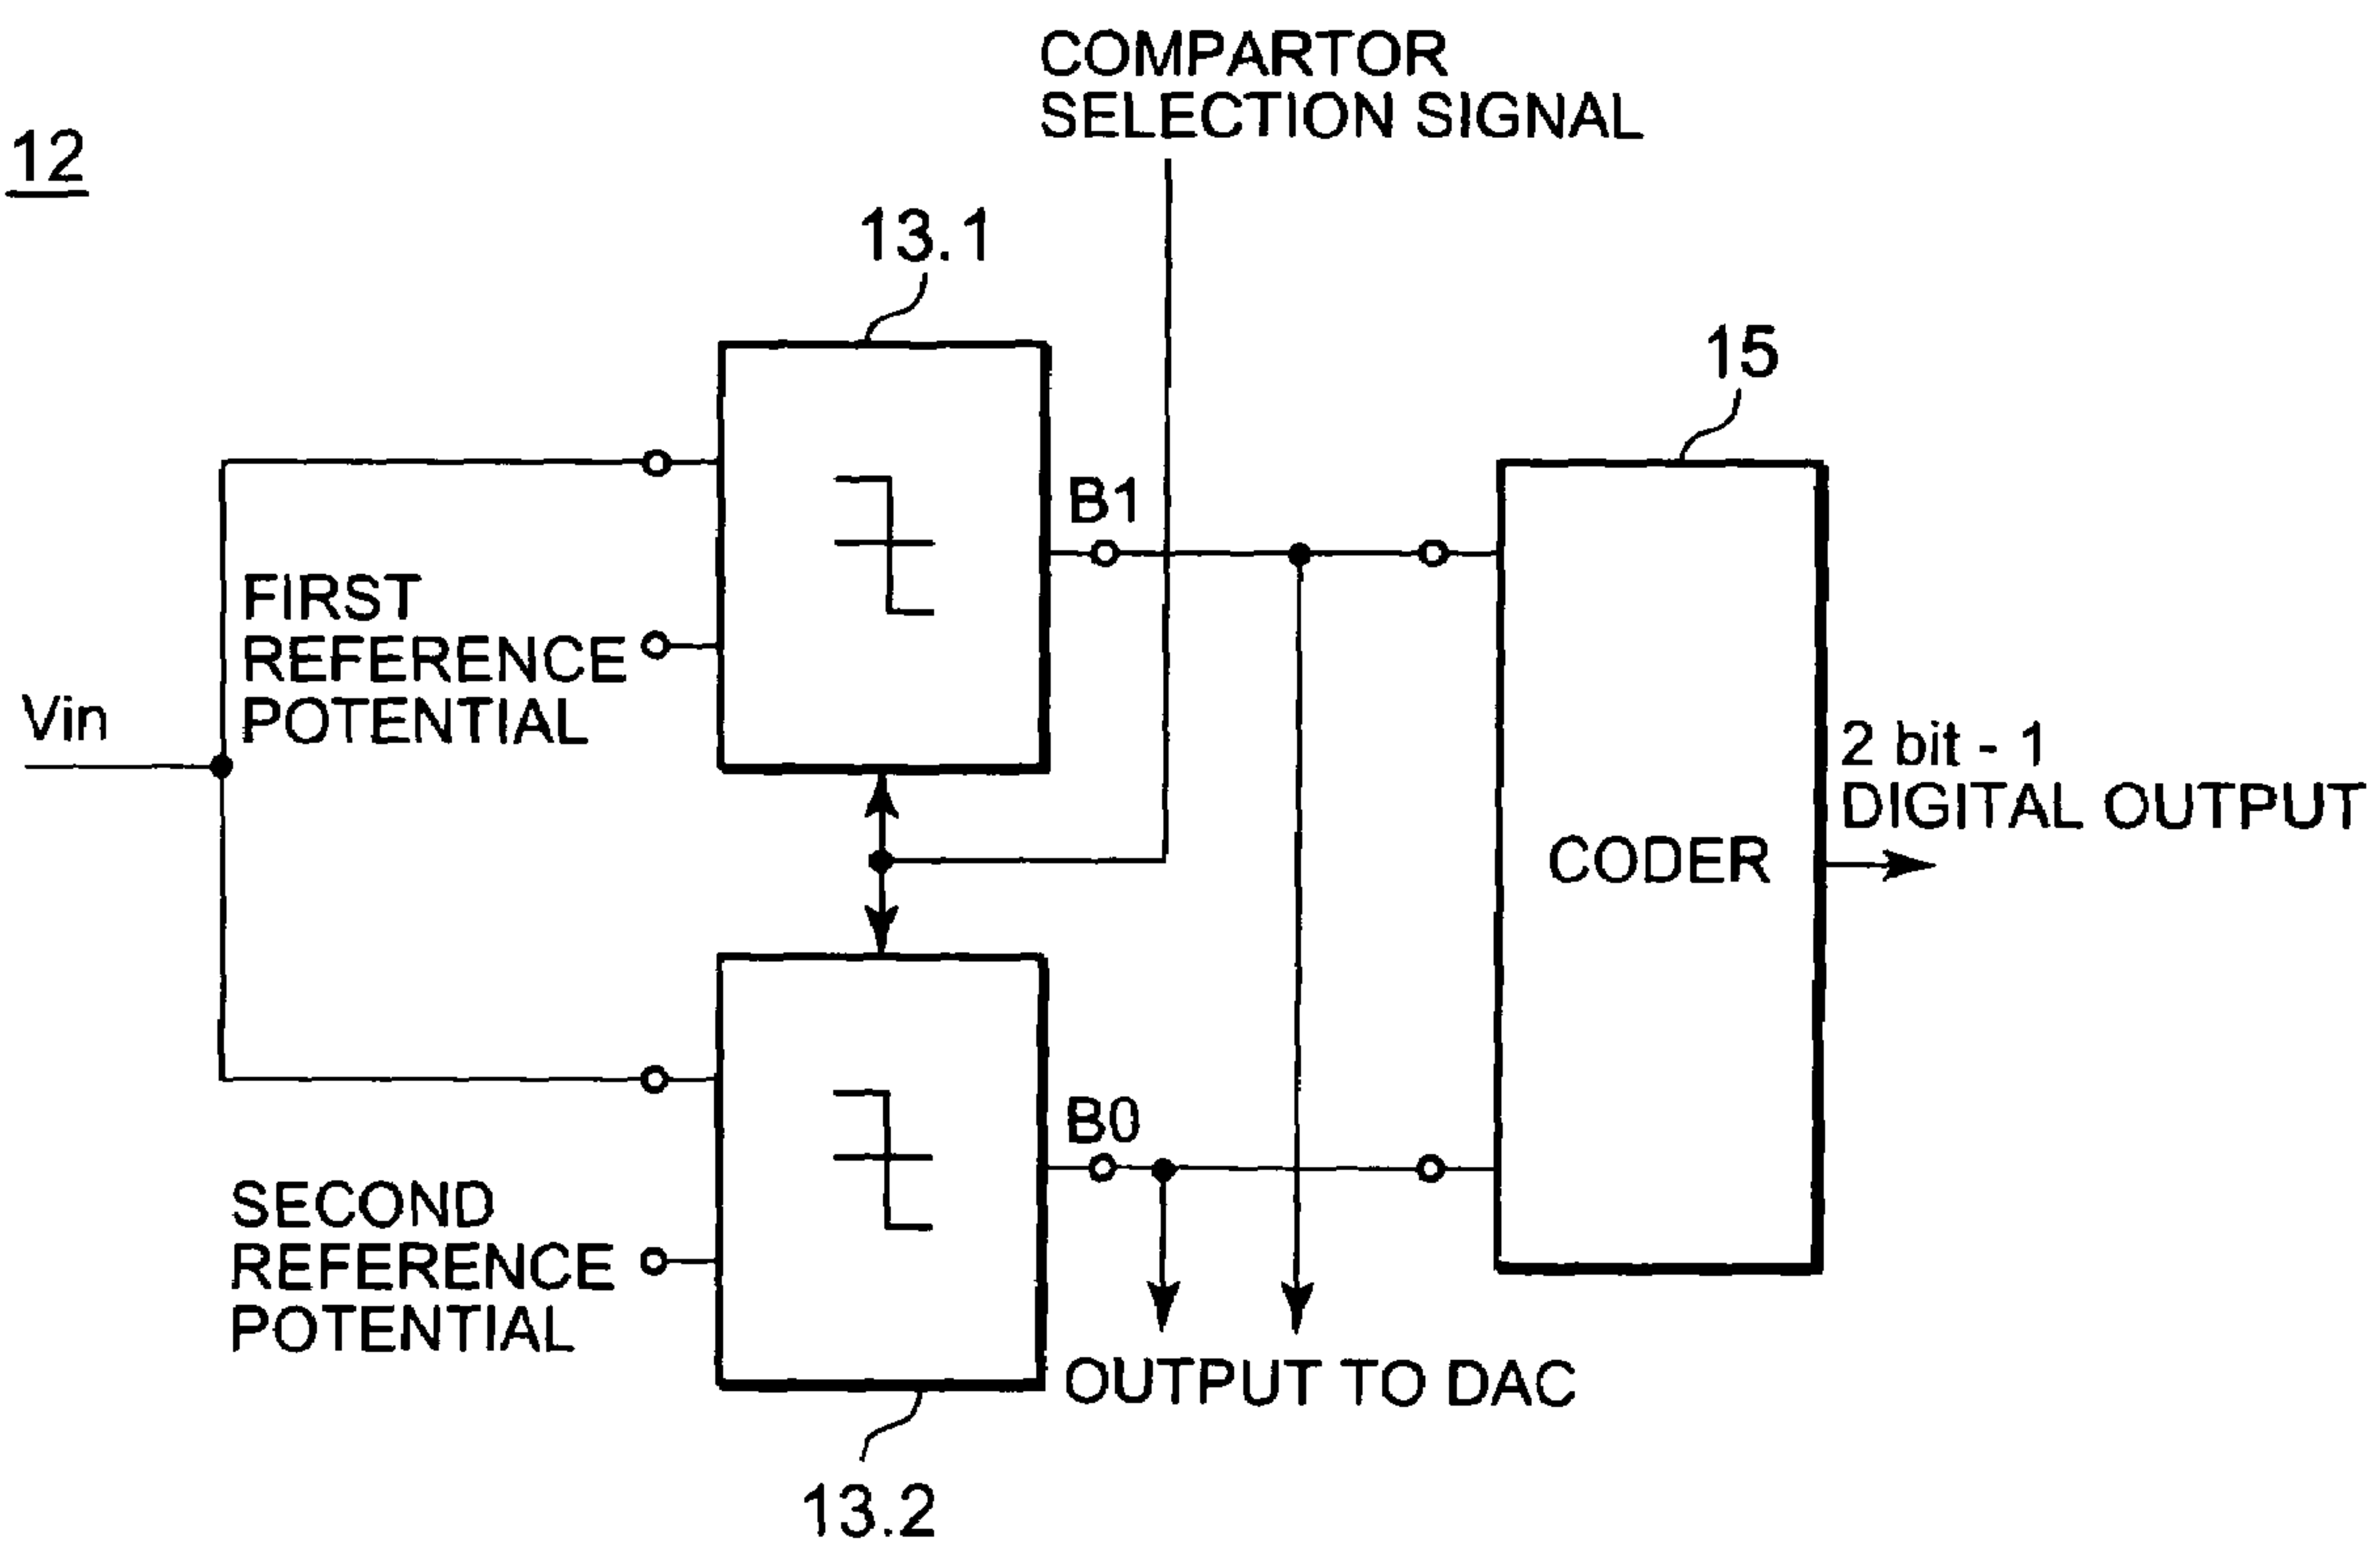 COMPARTOR
SELECTION SIGNAL
12
13.1
15
B1
FIRST
REFERENCE
POTENTIAL
Vin
2 bit - 1
DIGITAL OUTPUT
CODER
B0
SECOND
REFERENCE
POTENTIAL
OUTPUT TO DAC
13.2